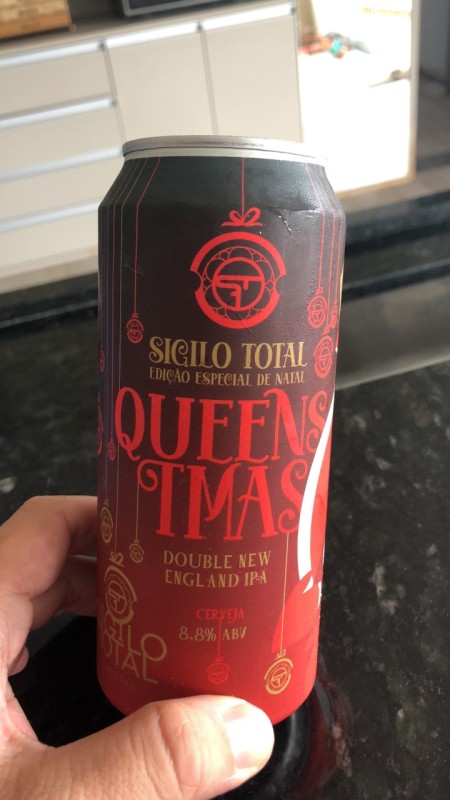 SIGILO TOTAL
EDIÇÃO ESPECIAL DE NATAL
QUEENS
TMAS
DOUBLE NEW
ENGLAND IPA
CERVEJA
8,8% ABV
SIGILO
TOTAL